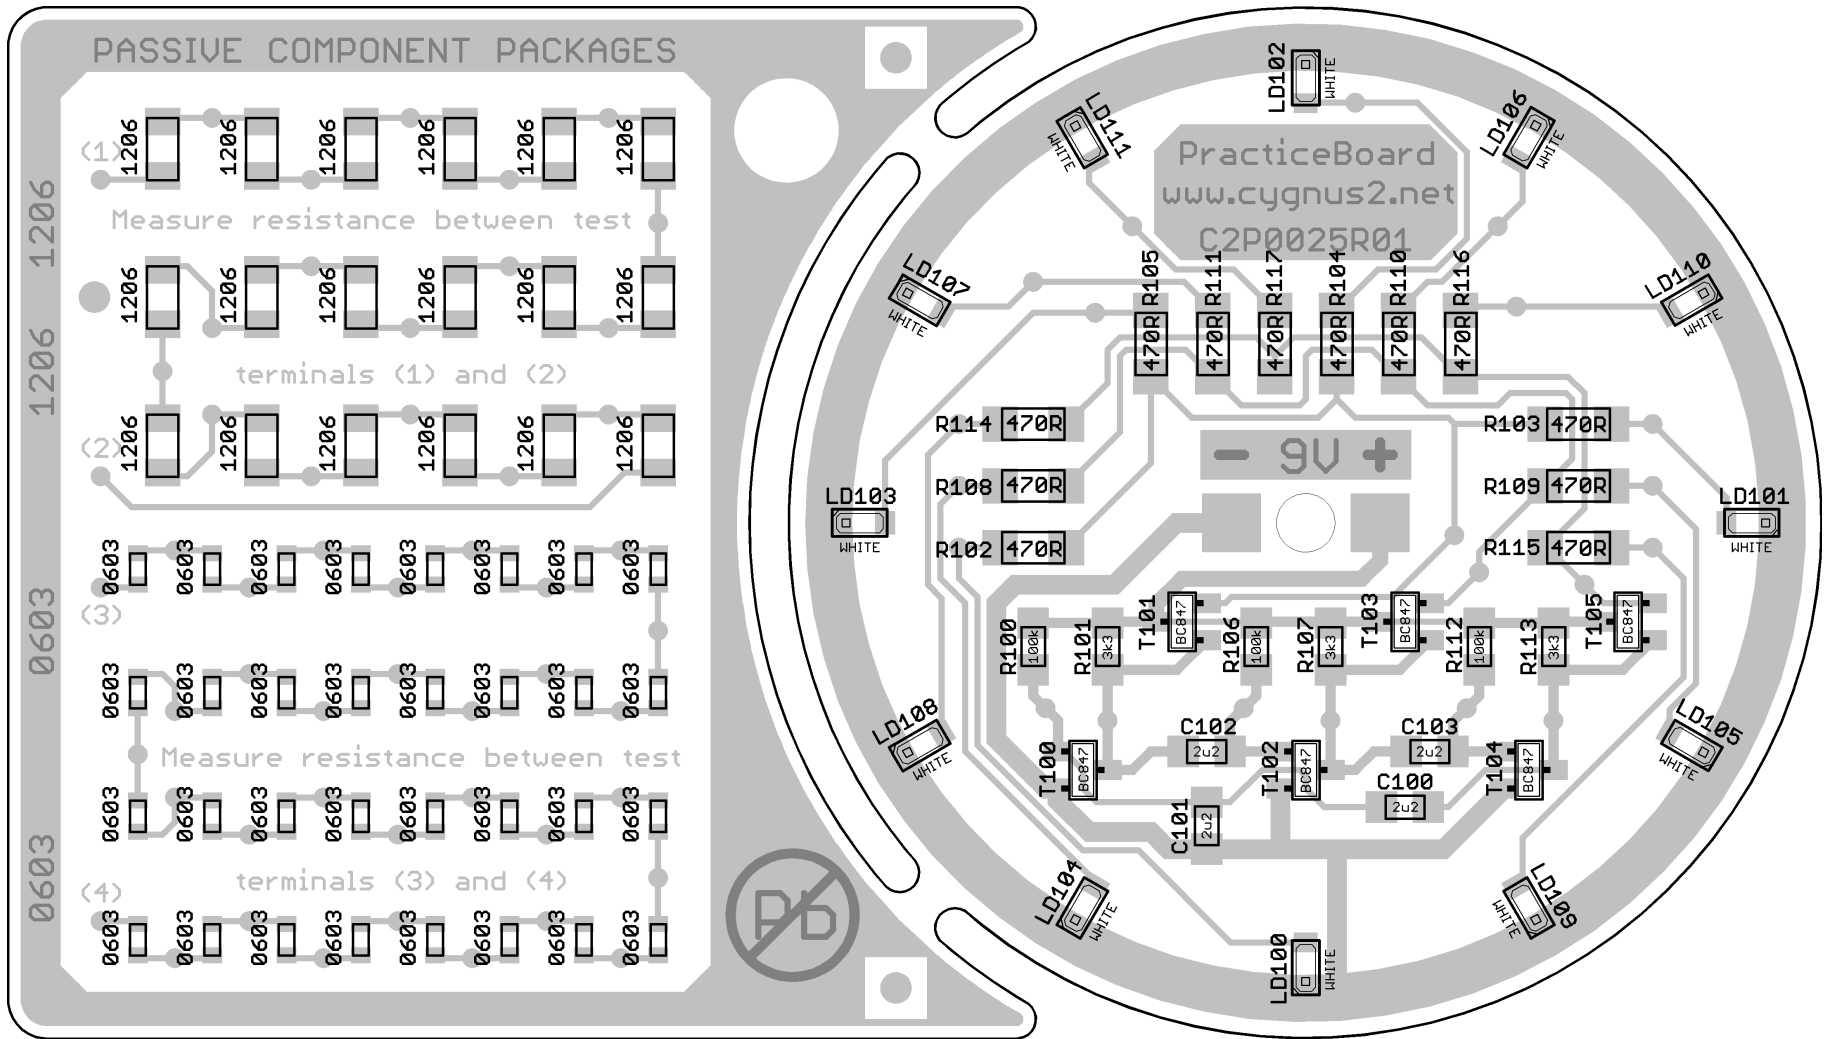 PASSIVE COMPONENT PACKAGES
(1)
1206 1206 1206 1206 1206 1206
1206
Measure resistance between test
1206 1206 1206 1206 1206 1206
1206
terminals (1) and (2)
(2)
1206 1206 1206 1206 1206 1206
0603 0603 0603 0603 0603 0603 0603 0603
0603
(3)
0603 0603 0603 0603 0603 0603 0603 0603
Measure resistance between test
0603 0603 0603 0603 0603 0603 0603 0603
0603
terminals (3) and (4)
(4)
0603 0603 0603 0603 0603 0603 0603 0603
Pb
LD102 WHITE
LD111 WHITE
LD106 WHITE
PracticeBoard
www.cygnus2.net
C2P0025R01
LD107 WHITE
LD110 WHITE
R105 R111 R117 R104 R110 R116
470R 470R 470R 470R 470R 470R
R114 470R
R103 470R
- 9V +
R108 470R
R109 470R
LD103
WHITE
LD101
WHITE
R102 470R
R115 470R
T101 BC847
T103 BC847
T105 BC847
R100 100k
R101 3k3
R106 100k
R107 3k3
R112 100k
R113 3k3
LD108 WHITE
LD105 WHITE
C102
2u2
C103
2u2
T100 BC847
T102 BC847
T104 BC847
C100
2u2
C101 2u2
LD104 WHITE
LD109 WHITE
LD100 WHITE